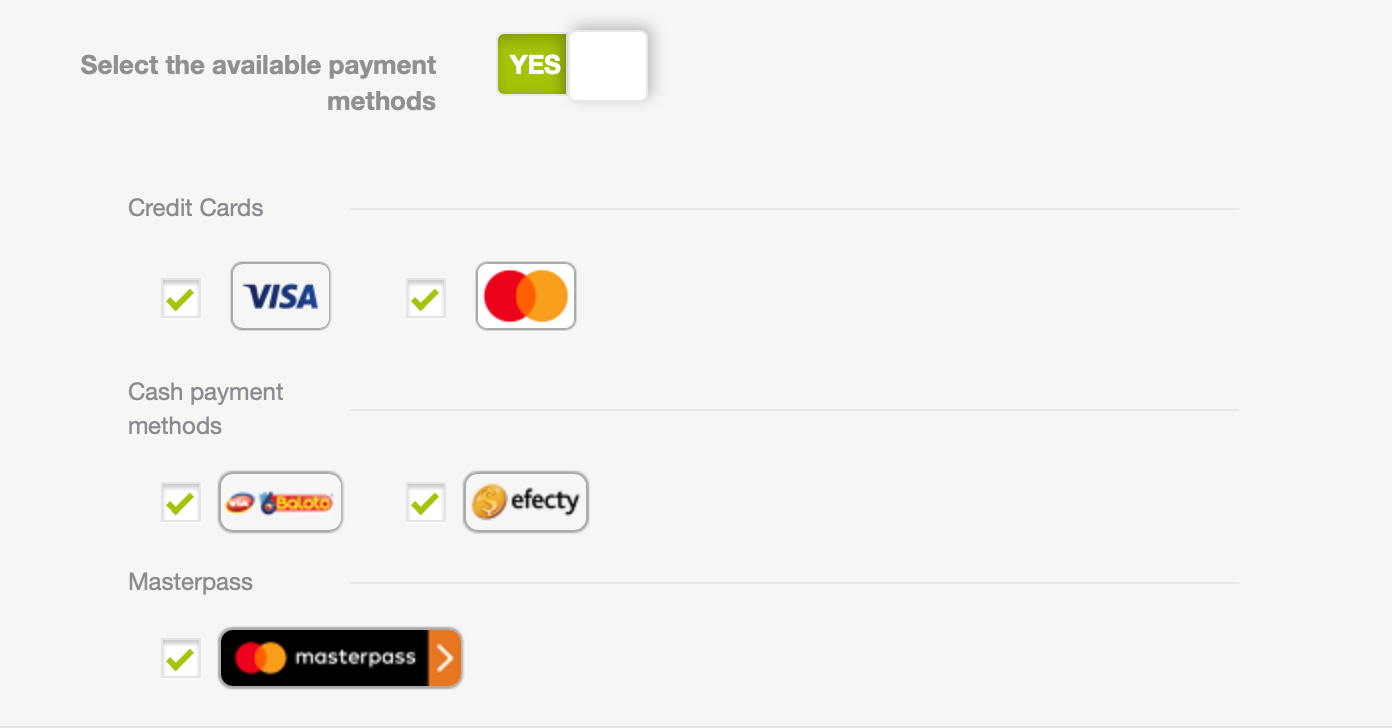 Select the available payment
methods
YES
Credit Cards
VISA
Cash payment
methods
Baloto
efecty
Masterpass
masterpass